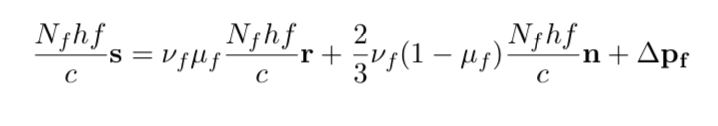 \frac{N_f h f}{c}\mathbf{s} = \nu_f \mu_f \frac{N_f h f}{c}\mathbf{r} + \frac{2}{3}\nu_f (1 - \mu_f) \frac{N_f h f}{c}\mathbf{n} + \Delta \mathbf{p_f}